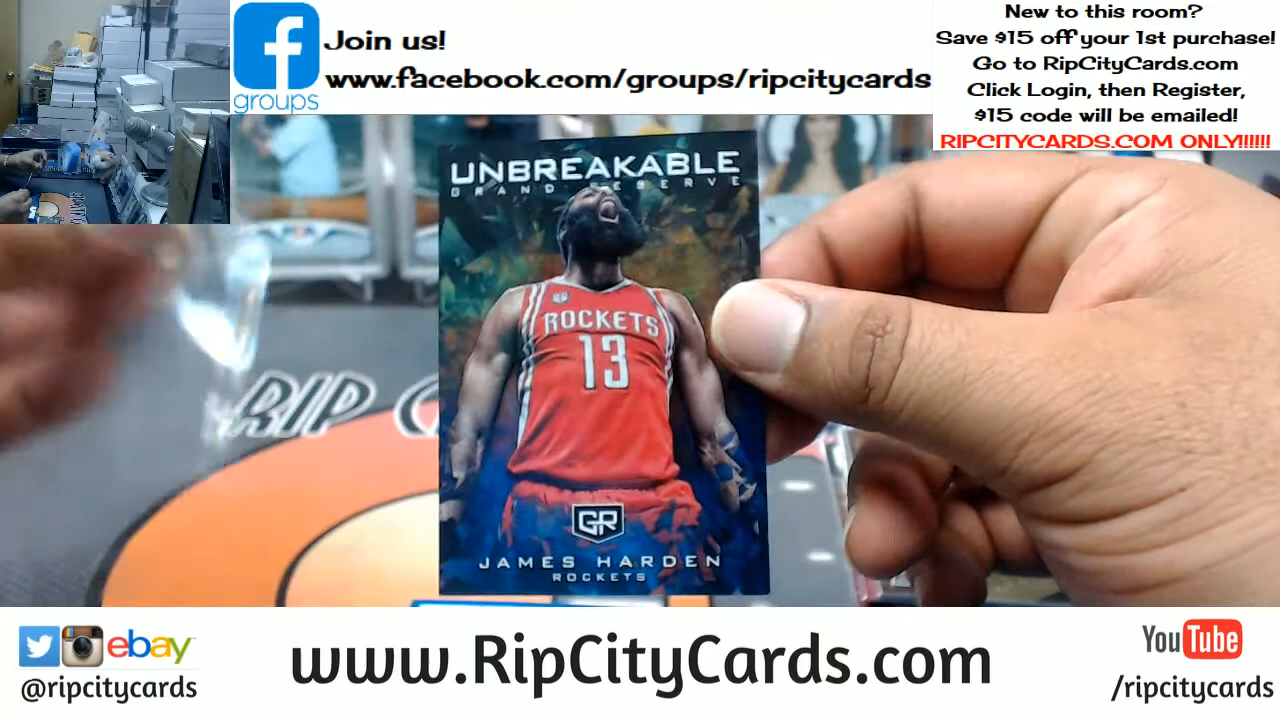 groups
Join us!
www.facebook.com/groups/ripcitycards
New to this room?
Save $15 off your 1st purchase!
Go to RipCityCards.com
Click Login, then Register,
$15 code will be emailed!
RIPCITYCARDS.COM ONLY!!!!!!
UNBREAKABLE
GRAND RESERVE
ROCKETS
13
GR
JAMES HARDEN
ROCKETS
RIP C
ebay
@ripcitycards
www.RipCityCards.com
YouTube
/ripcitycards